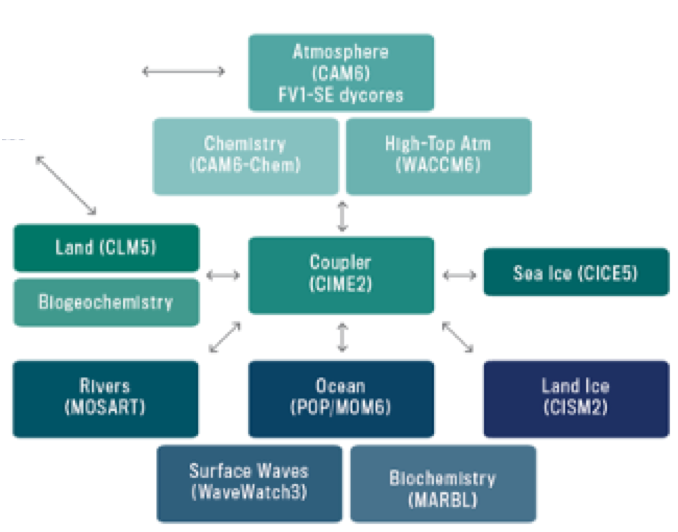 Atmosphere
(CAM6)
FV1-SE dycores
Chemistry
(CAM6-Chem)
High-Top Atm
(WACCM6)
Land (CLM5)
Biogeochemistry
Coupler
(CIME2)
Sea Ice (CICE5)
Rivers
(MOSART)
Ocean
(POP/MOM6)
Land Ice
(CISM2)
Surface Waves
(WaveWatch3)
Biochemistry
(MARBL)